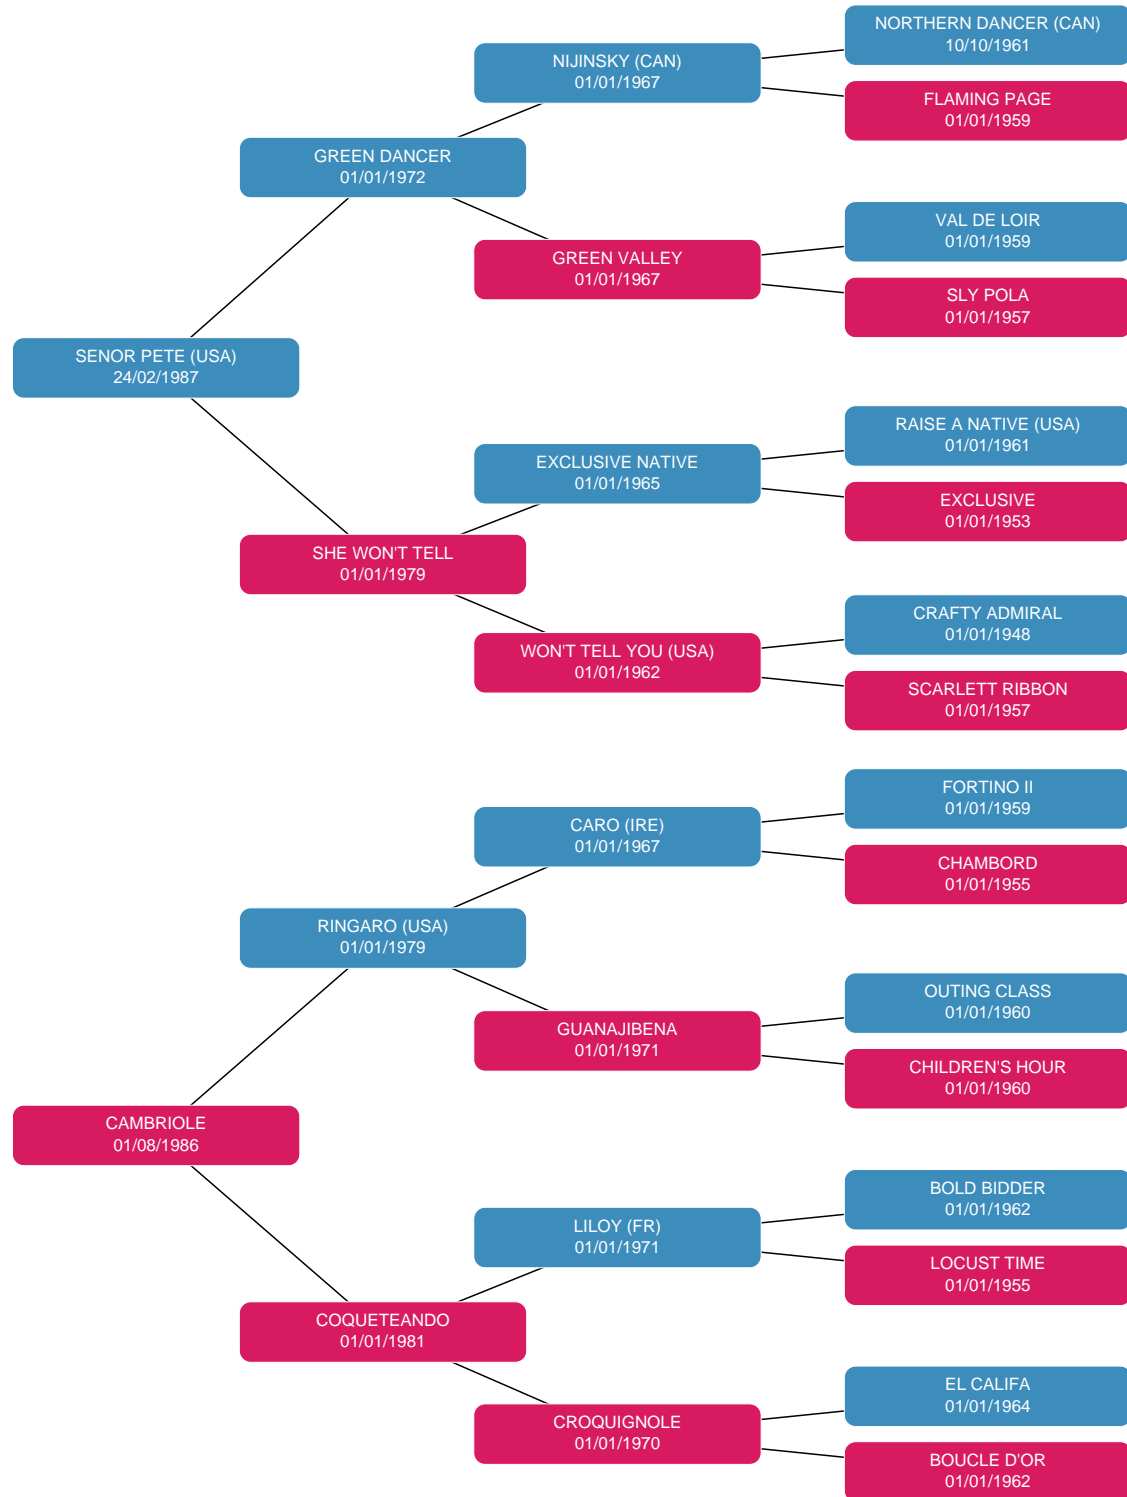 NORTHERN DANCER (CAN)
10/10/1961
NIJINSKY (CAN)
01/01/1967
FLAMING PAGE
01/01/1959
GREEN DANCER
01/01/1972
VAL DE LOIR
01/01/1959
GREEN VALLEY
01/01/1967
SLY POLA
01/01/1957
SENOR PETE (USA)
24/02/1987
RAISE A NATIVE (USA)
01/01/1961
EXCLUSIVE NATIVE
01/01/1965
EXCLUSIVE
01/01/1953
SHE WON'T TELL
01/01/1979
CRAFTY ADMIRAL
01/01/1948
WON'T TELL YOU (USA)
01/01/1962
SCARLETT RIBBON
01/01/1957
FORTINO II
01/01/1959
CARO (IRE)
01/01/1967
CHAMBORD
01/01/1955
RINGARO (USA)
01/01/1979
OUTING CLASS
01/01/1960
GUANAJIBENA
01/01/1971
CHILDREN'S HOUR
01/01/1960
CAMBRIOLE
01/08/1986
BOLD BIDDER
01/01/1962
LILOY (FR)
01/01/1971
LOCUST TIME
01/01/1955
COQUETEANDO
01/01/1981
EL CALIFA
01/01/1964
CROQUIGNOLE
01/01/1970
BOUCLE D'OR
01/01/1962